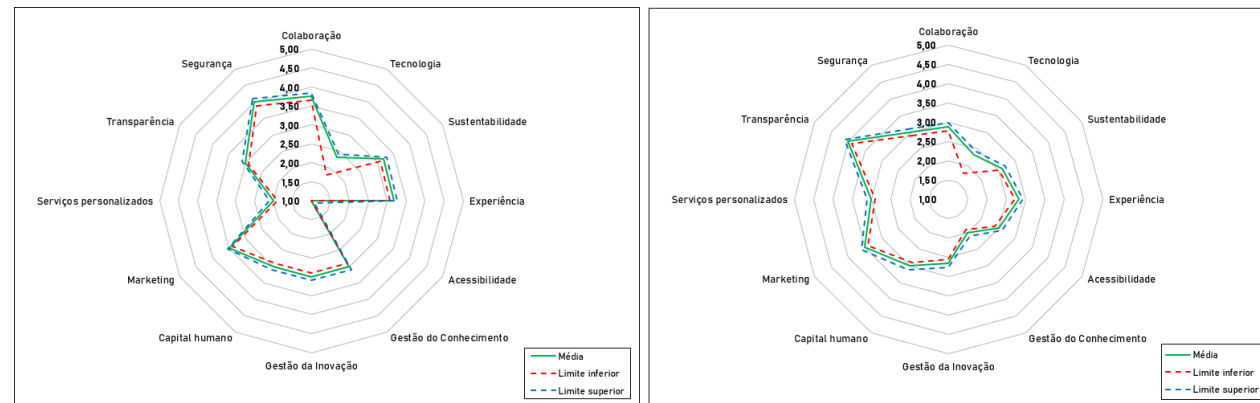 Colaboração
5,00
Segurança
Tecnologia
4,50
4,00
3,50
Transparência
3,00
Sustentabilidade
2,50
2,00
1,50
Serviços personalizados
1,00
Experiência
Marketing
Acessibilidade
Capital humano
Gestão do Conhecimento
Gestão da Inovação
Média
Limite inferior
Limite superior
Colaboração
5,00
Segurança
Tecnologia
4,50
4,00
3,50
Transparência
3,00
Sustentabilidade
2,50
2,00
1,50
Serviços personalizados
1,00
Experiência
Marketing
Acessibilidade
Capital humano
Gestão do Conhecimento
Gestão da Inovação
Média
Limite inferior
Limite superior